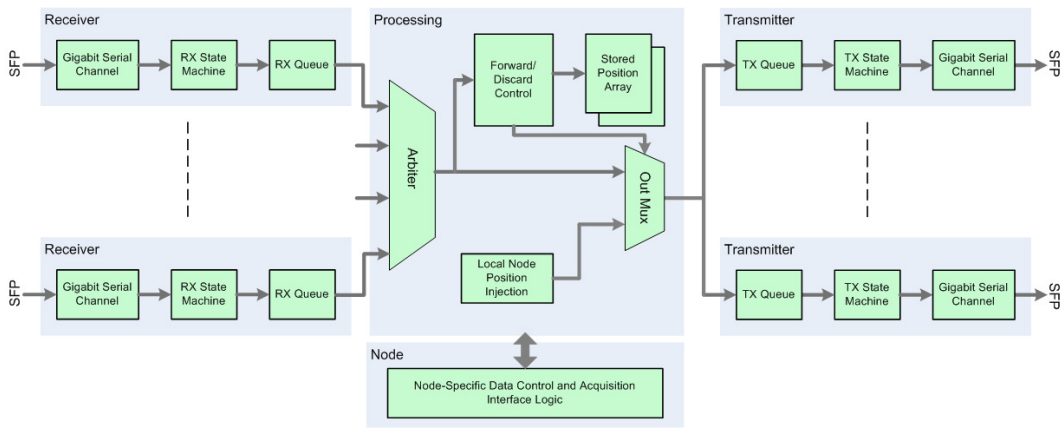 Receiver
SFP
Gigabit Serial
Channel
RX State
Machine
RX Queue
Receiver
SFP
Gigabit Serial
Channel
RX State
Machine
RX Queue
Processing
Arbiter
Forward/
Discard
Control
Stored
Position
Array
Out Mux
Local Node
Position
Injection
Node
Node-Specific Data Control and Acquisition
Interface Logic
Transmitter
TX Queue
TX State
Machine
Gigabit Serial
Channel
SFP
Transmitter
TX Queue
TX State
Machine
Gigabit Serial
Channel
SFP